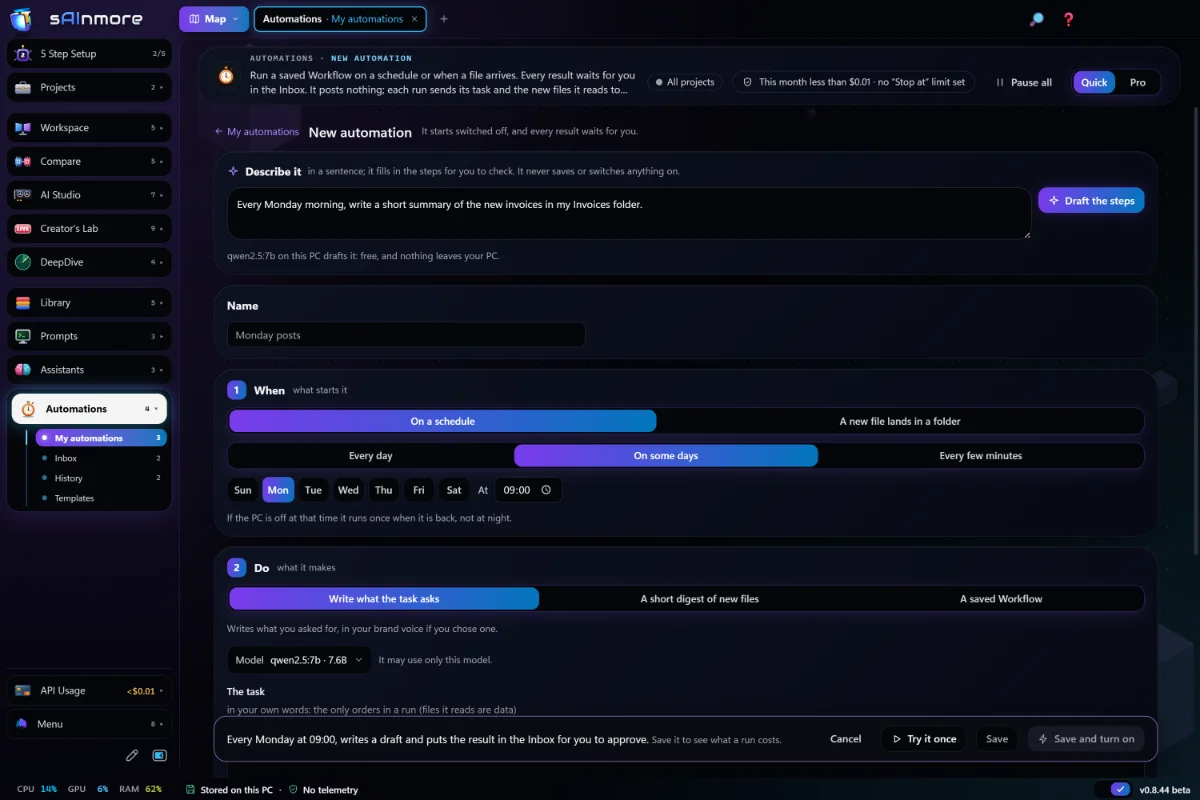 sAInmore
Map
Automations · My automations ×
+
?
5 Step Setup 2/5
Projects 2
Workspace 5
Compare 5
AI Studio 7
Creator's Lab 9
DeepDive 6
Library 5
Prompts 3
Assistants 3
Automations 4
My automations 3
Inbox 2
History 2
Templates
API Usage <$0.01
Menu 8
AUTOMATIONS · NEW AUTOMATION
Run a saved Workflow on a schedule or when a file arrives. Every result waits for you
in the Inbox. It posts nothing; each run sends its task and the new files it reads to...
All projects
This month less than $0.01 · no "Stop at" limit set
Pause all
Quick
Pro
← My automations New automation It starts switched off, and every result waits for you.
Describe it in a sentence; it fills in the steps for you to check. It never saves or switches anything on.
Every Monday morning, write a short summary of the new invoices in my Invoices folder.
Draft the steps
qwen2.5:7b on this PC drafts it: free, and nothing leaves your PC.
Name
Monday posts
1 When what starts it
On a schedule A new file lands in a folder
Every day On some days Every few minutes
Sun Mon Tue Wed Thu Fri Sat At 09:00
If the PC is off at that time it runs once when it is back, not at night.
2 Do what it makes
Write what the task asks A short digest of new files A saved Workflow
Writes what you asked for, in your brand voice if you chose one.
Model qwen2.5:7b · 7.6B It may use only this model.
The task
in your own words: the only orders in a run (files it reads are data)
Every Monday at 09:00, writes a draft and puts the result in the Inbox for you to approve. Save it to see what a run costs.
Cancel Try it once Save Save and turn on
CPU 14% GPU 6% RAM 62% Stored on this PC · No telemetry v0.8.44 beta